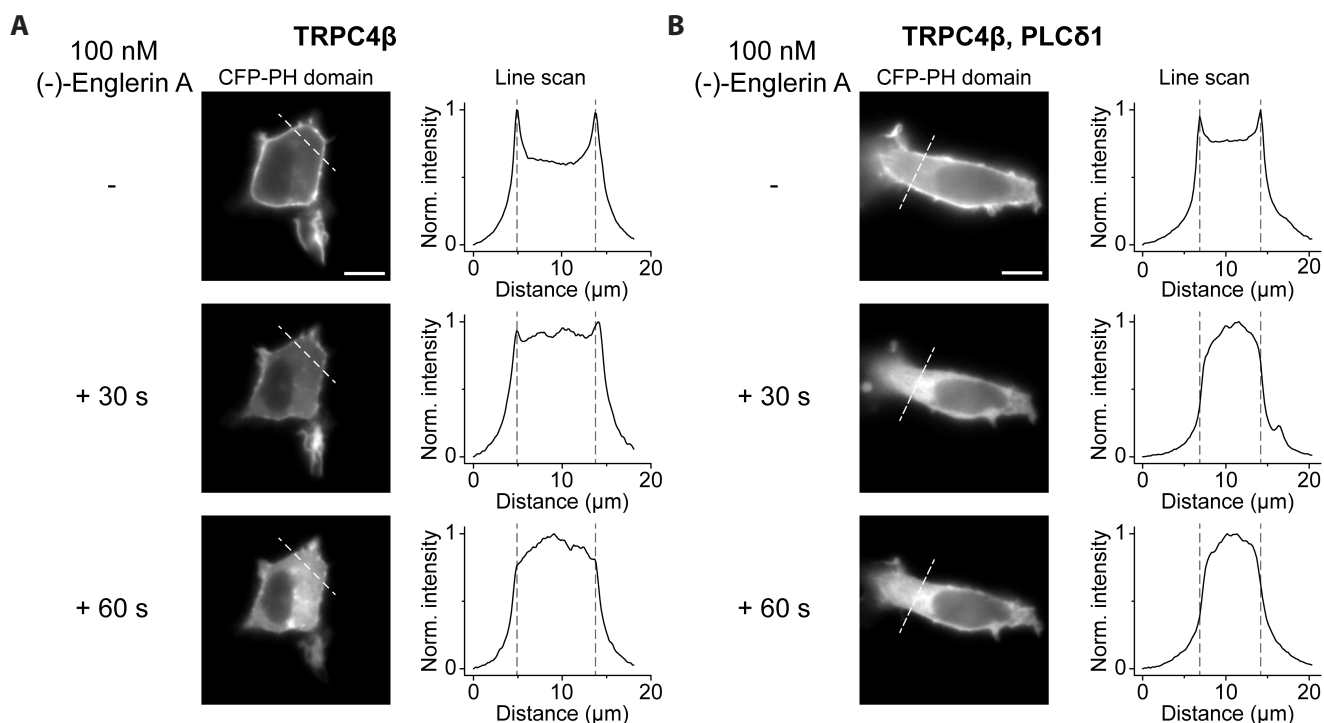 A
TRPC4β
100 nM
(-)-Englerin A
CFP-PH domain
Line scan
-
Norm. intensity
1
0
0 10 20
Distance (µm)
+ 30 s
Norm. intensity
1
0
0 10 20
Distance (µm)
+ 60 s
Norm. intensity
1
0
0 10 20
Distance (µm)
B
TRPC4β, PLCδ1
100 nM
(-)-Englerin A
CFP-PH domain
Line scan
-
Norm. intensity
1
0
0 10 20
Distance (µm)
+ 30 s
Norm. intensity
1
0
0 10 20
Distance (µm)
+ 60 s
Norm. intensity
1
0
0 10 20
Distance (µm)